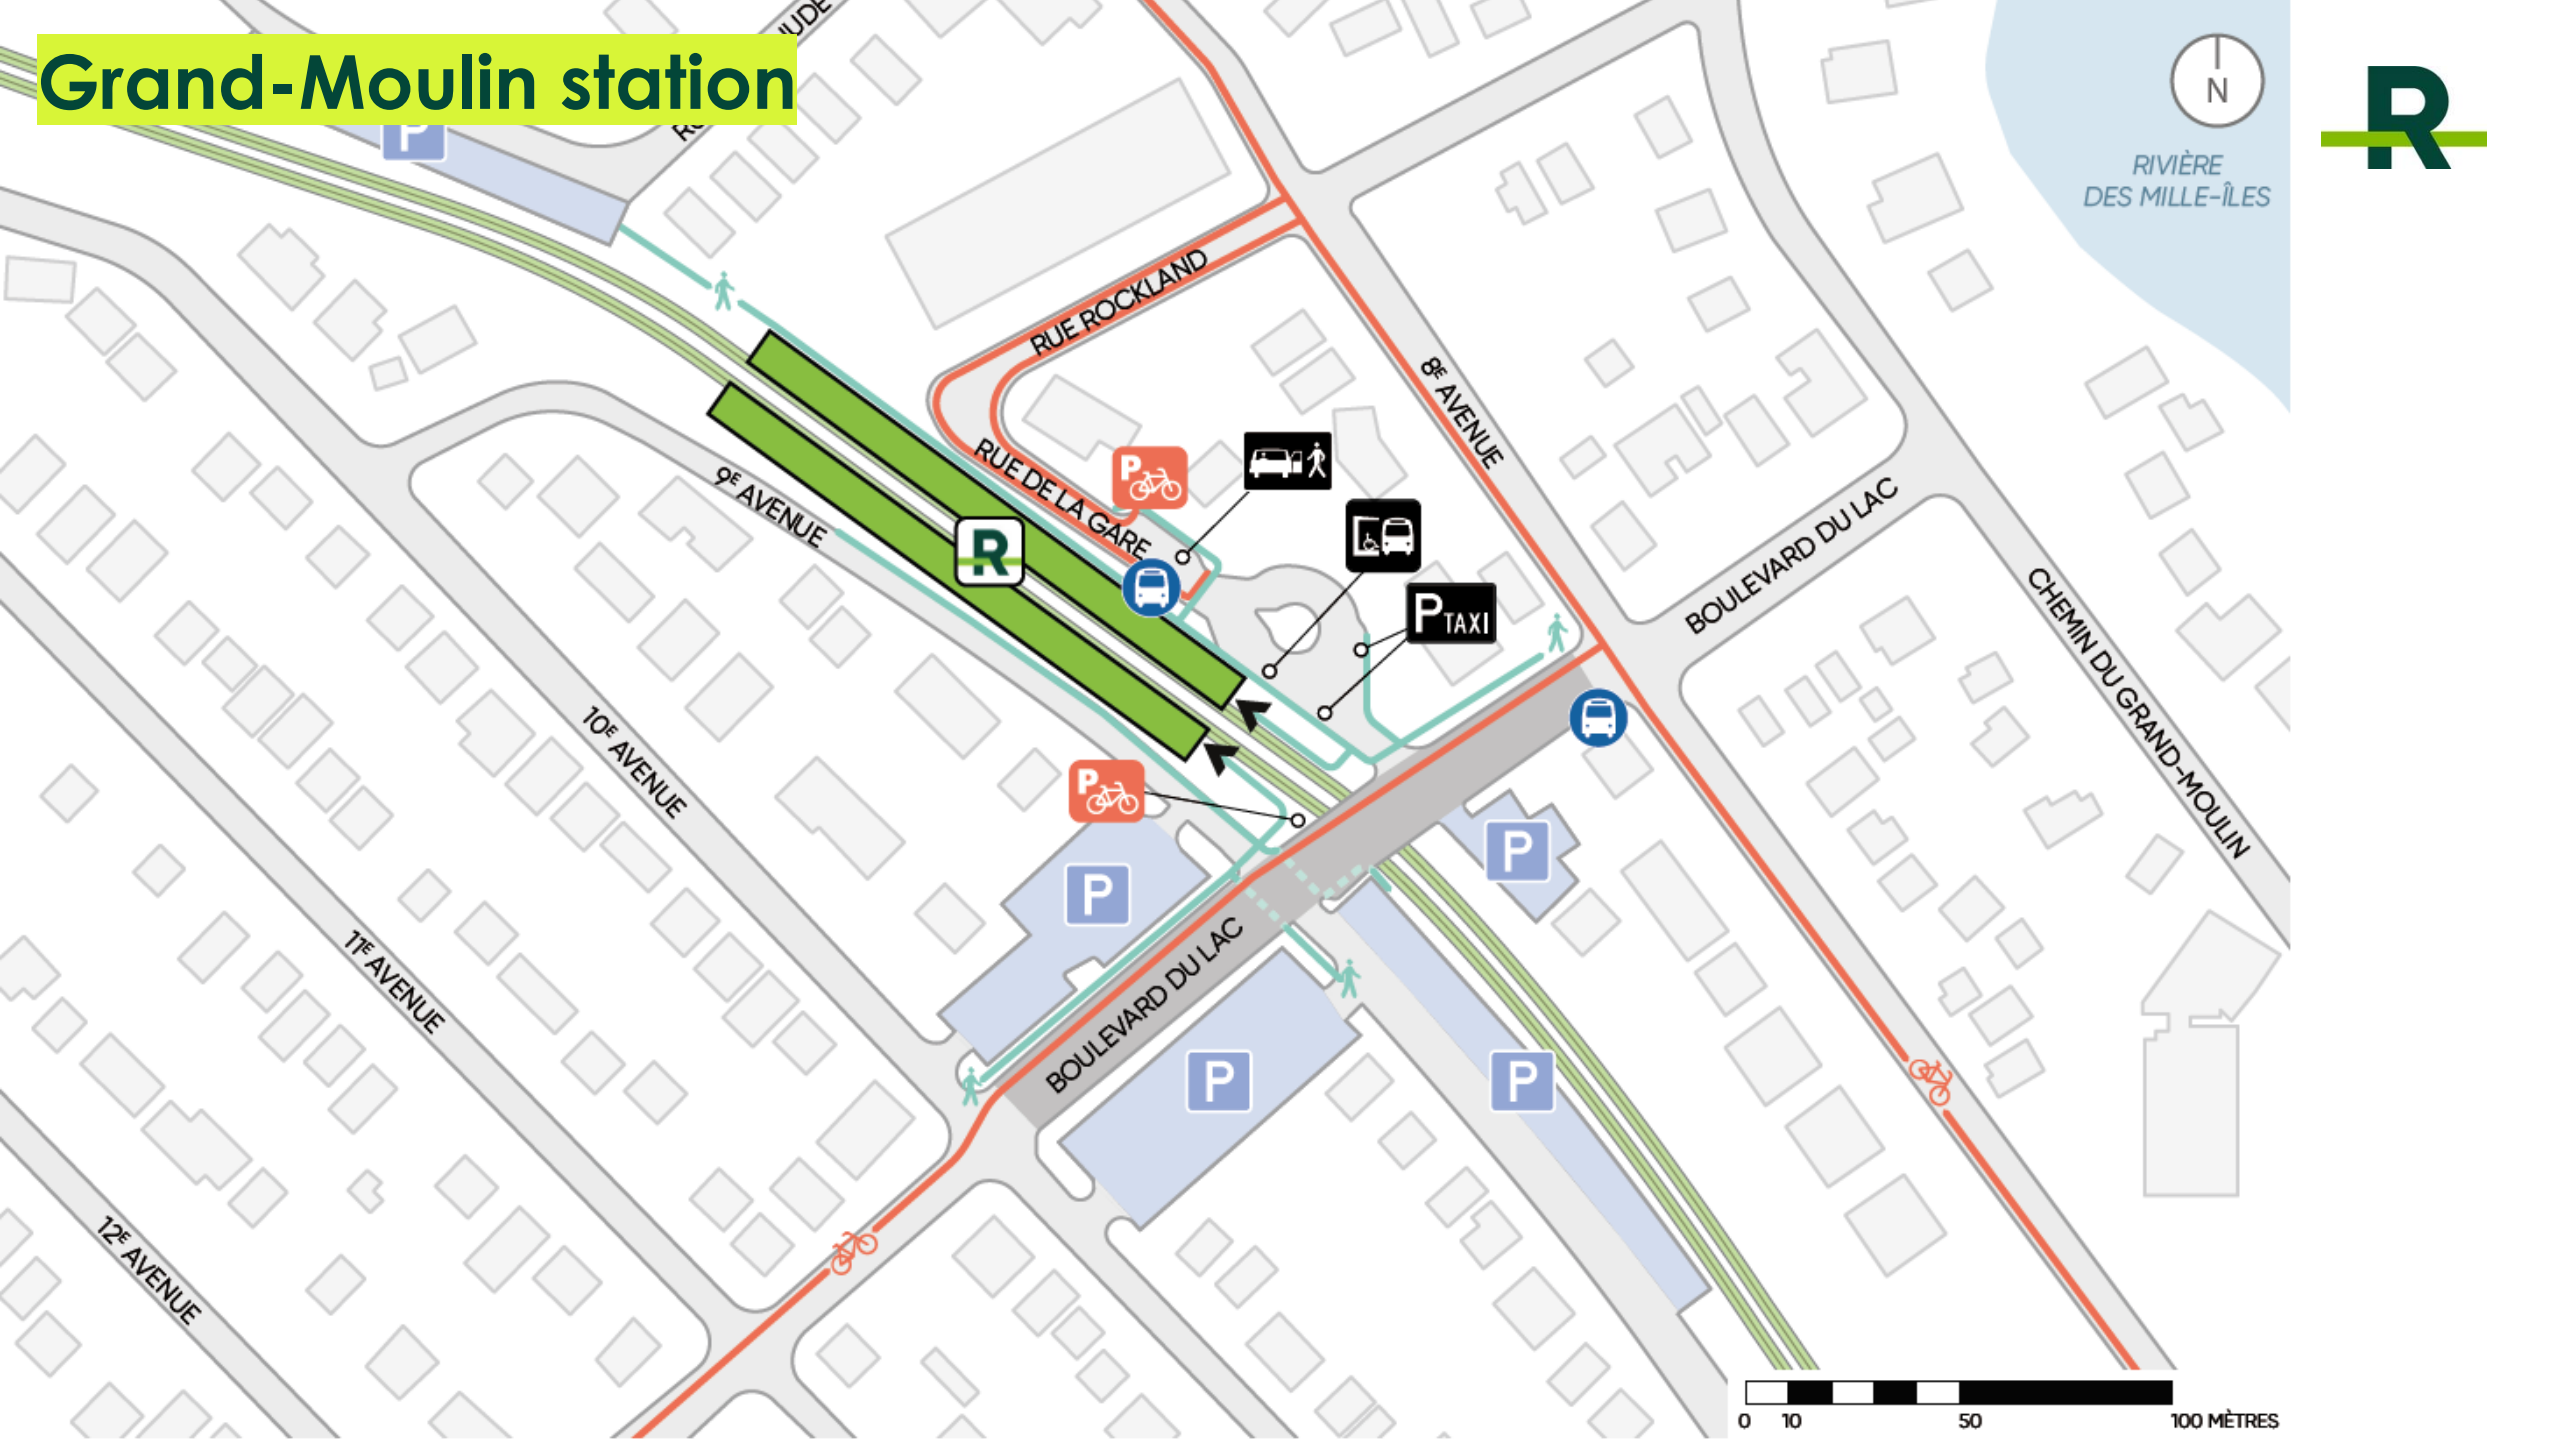 Grand-Moulin station
R
N
RIVIÈRE
DES MILLE-ÎLES
P
RUE ROCKLAND
8E AVENUE
RUE DE LA GARE
P
9E AVENUE
R
P TAXI
BOULEVARD DU LAC
CHEMIN DU GRAND-MOULIN
10E AVENUE
P
P
P
BOULEVARD DU LAC
11E AVENUE
P
P
12E AVENUE
0 10 50 100 MÈTRES